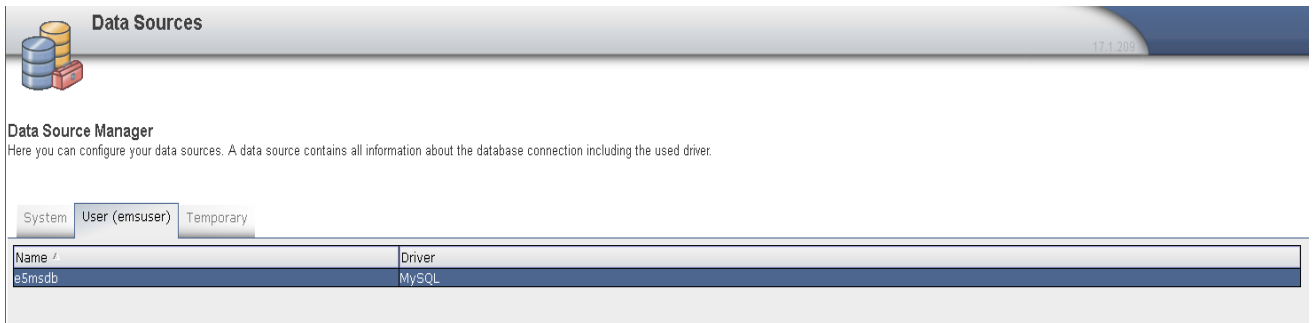 Data Sources
17.1.209
Data Source Manager
Here you can configure your data sources. A data source contains all information about the database connection including the used driver.
System User (emsuser) Temporary
Name Driver
e5msdb MySQL